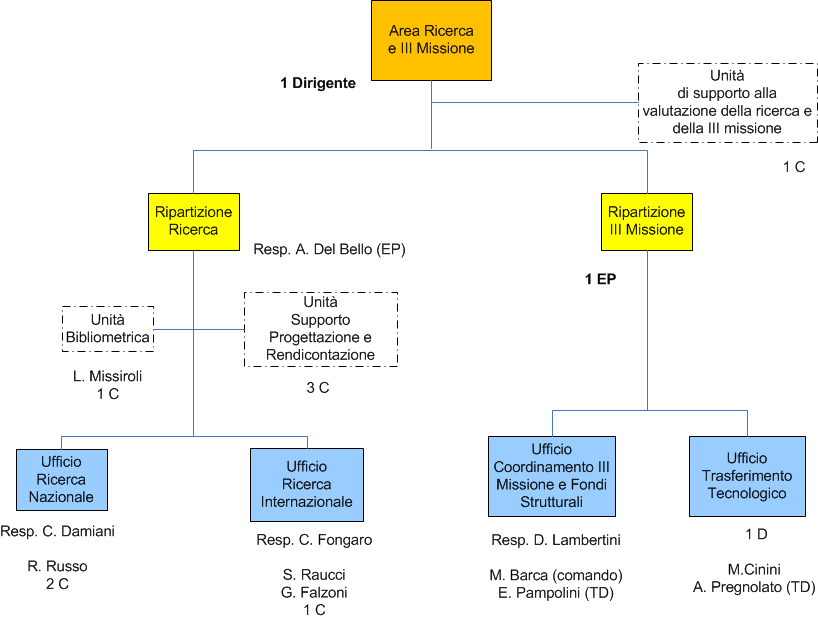 Area Ricerca
e III Missione
1 Dirigente
Unità
di supporto alla
valutazione della ricerca e
della III missione
1 C
Ripartizione
Ricerca
Resp. A. Del Bello (EP)
Ripartizione
III Missione
1 EP
Unità
Bibliometrica
L. Missiroli
1 C
Unità
Supporto
Progettazione e
Rendicontazione
3 C
Ufficio
Ricerca
Nazionale
Resp. C. Damiani
R. Russo
2 C
Ufficio
Ricerca
Internazionale
Resp. C. Fongaro
S. Raucci
G. Falzoni
1 C
Ufficio
Coordinamento III
Missione e Fondi
Strutturali
Resp. D. Lambertini
M. Barca (comando)
E. Pampolini (TD)
Ufficio
Trasferimento
Tecnologico
1 D
M.Cinini
A. Pregnolato (TD)